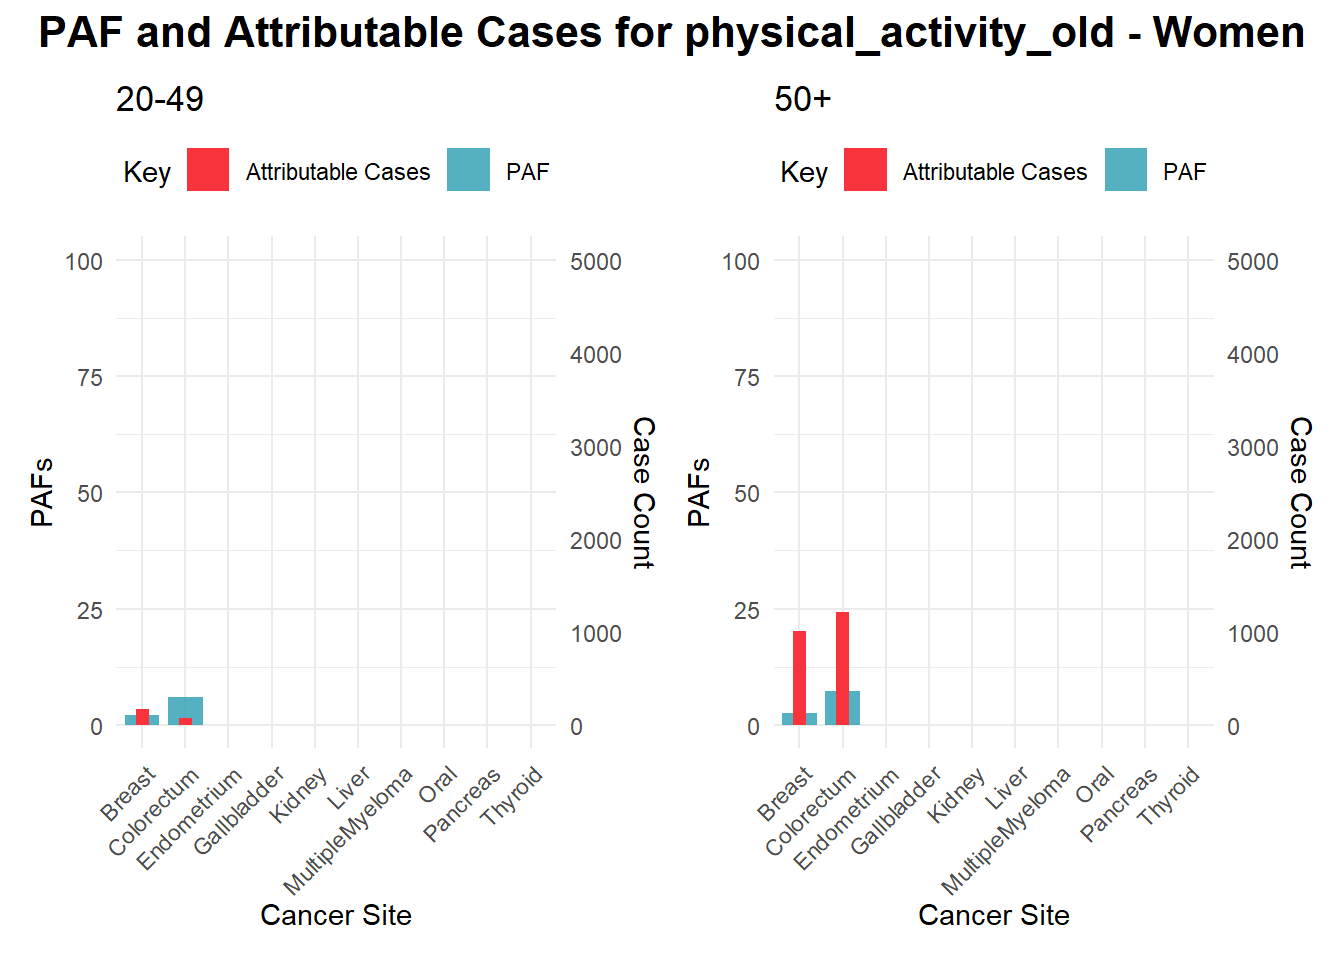 PAF and Attributable Cases for physical_activity_old - Women
20-49
Key Attributable Cases PAF
100
75
50
25
0
PAFs
5000
4000
3000
2000
1000
0
Case Count
Breast
Colorectum
Endometrium
Gallbladder
Kidney
Liver
MultipleMyeloma
Oral
Pancreas
Thyroid
Cancer Site
50+
Key Attributable Cases PAF
100
75
50
25
0
PAFs
5000
4000
3000
2000
1000
0
Case Count
Breast
Colorectum
Endometrium
Gallbladder
Kidney
Liver
MultipleMyeloma
Oral
Pancreas
Thyroid
Cancer Site